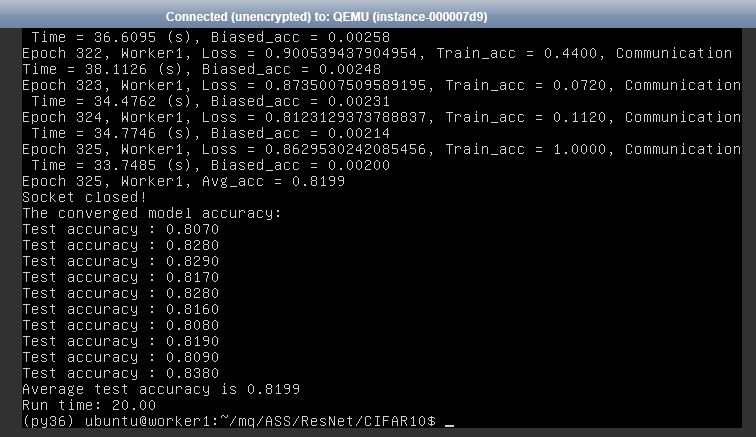 Connected (unencrypted) to: QEMU (instance-000007d9)
Time = 36.6095 (s), Biased_acc = 0.00258
Epoch 322, Worker1, Loss = 0.900539437904954, Train_acc = 0.4400, Communication
Time = 38.1126 (s), Biased_acc = 0.00248
Epoch 323, Worker1, Loss = 0.8735007509589195, Train_acc = 0.0720, Communication
Time = 34.4762 (s), Biased_acc = 0.00231
Epoch 324, Worker1, Loss = 0.8123129373788837, Train_acc = 0.1120, Communication
Time = 34.7746 (s), Biased_acc = 0.00214
Epoch 325, Worker1, Loss = 0.8629530242085456, Train_acc = 1.0000, Communication
Time = 33.7485 (s), Biased_acc = 0.00200
Epoch 325, Worker1, Avg_acc = 0.8199
Socket closed!
The converged model accuracy:
Test accuracy : 0.8070
Test accuracy : 0.8280
Test accuracy : 0.8290
Test accuracy : 0.8170
Test accuracy : 0.8280
Test accuracy : 0.8160
Test accuracy : 0.8080
Test accuracy : 0.8190
Test accuracy : 0.8090
Test accuracy : 0.8380
Average test accuracy is 0.8199
Run time: 20.00
(py36) ubuntu@worker1:~/mq/ASS/ResNet/CIFAR10$ _